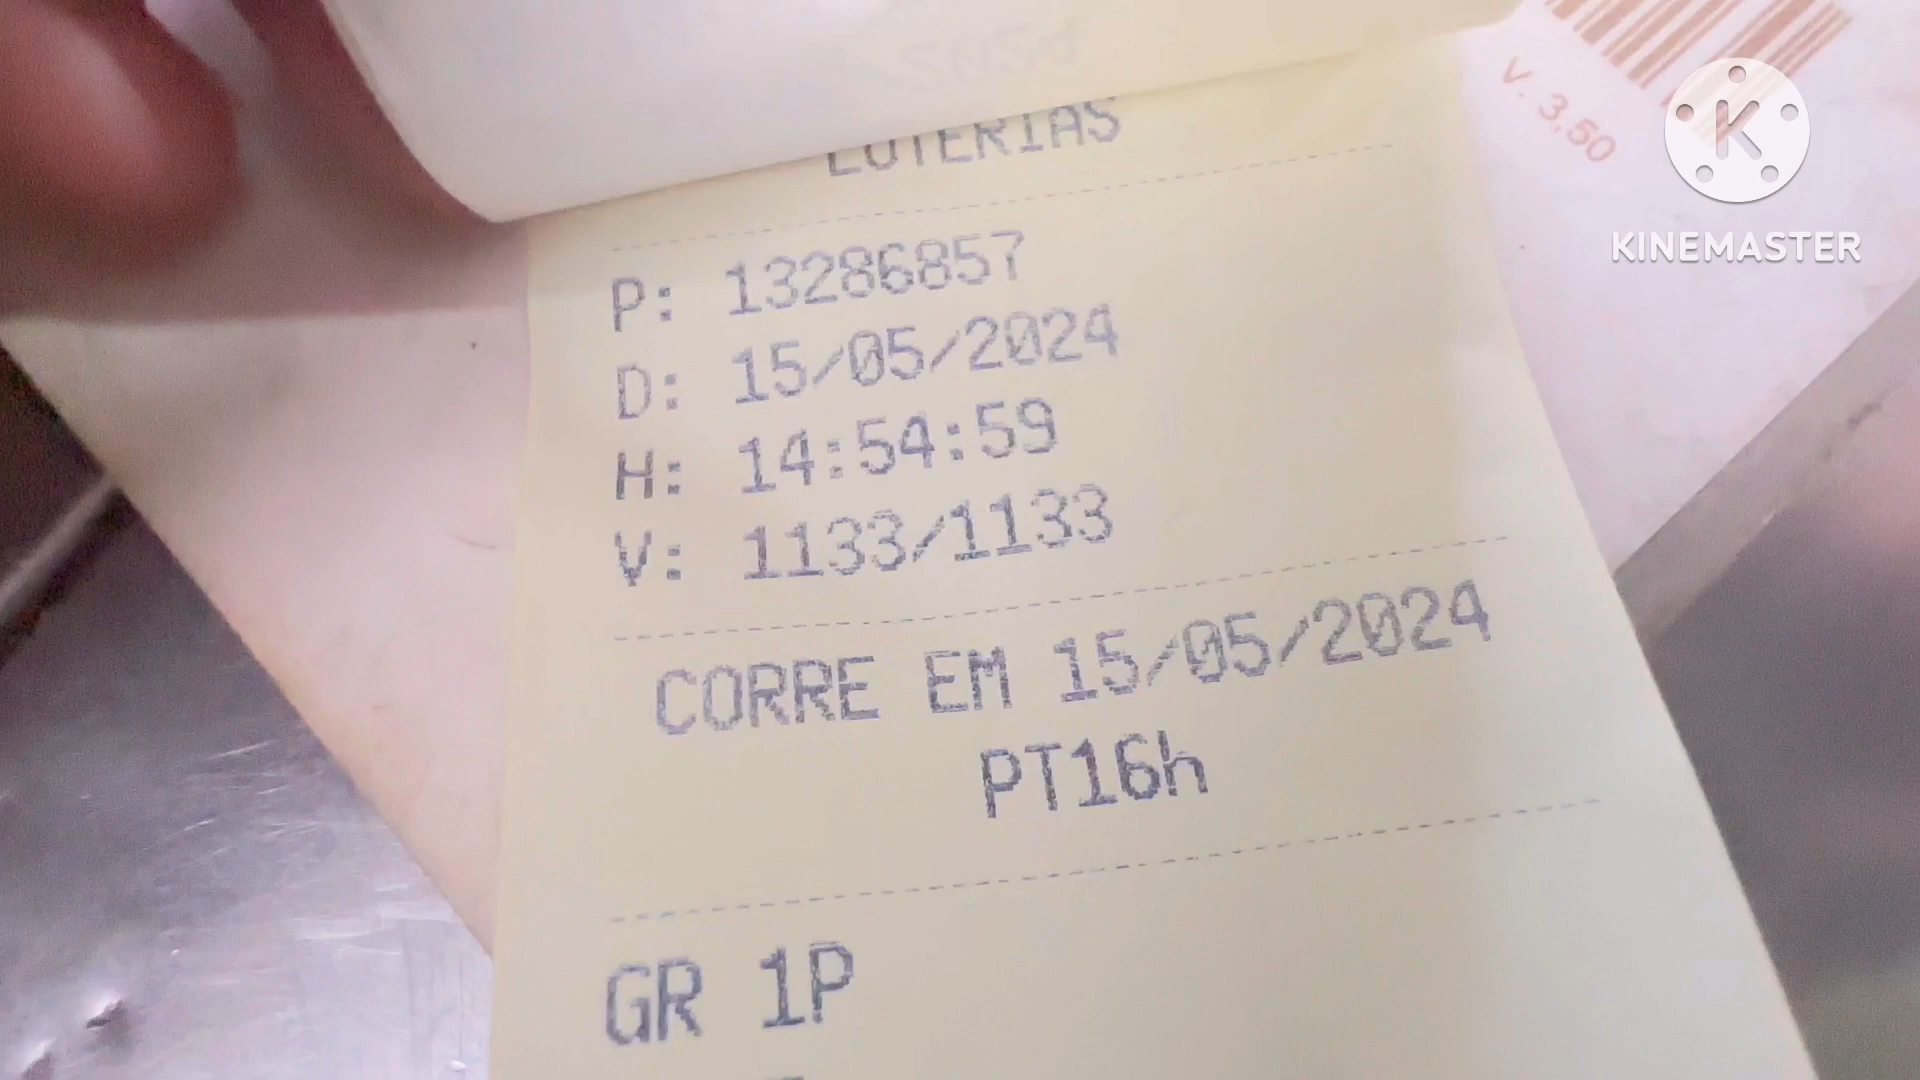 LOTERIAS
P: 13286857
D: 15/05/2024
H: 14:54:59
V: 1133/1133
CORRE EM 15/05/2024
PT16h
GR 1P
V. 3,50
K
KINEMASTER